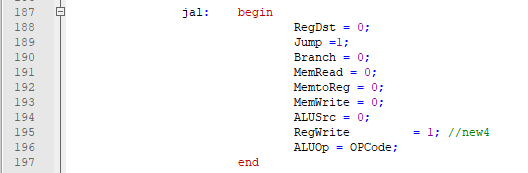 187 jal: begin
188 RegDst = 0;
189 Jump =1;
190 Branch = 0;
191 MemRead = 0;
192 MemtoReg = 0;
193 MemWrite = 0;
194 ALUSrc = 0;
195 RegWrite = 1; //new4
196 ALUOp = OPCode;
197 end